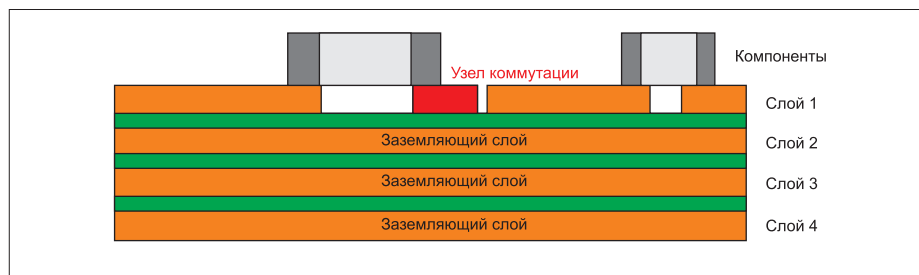 Компоненты
Узел коммутации
Слой 1
Заземляющий слой
Слой 2
Заземляющий слой
Слой 3
Заземляющий слой
Слой 4